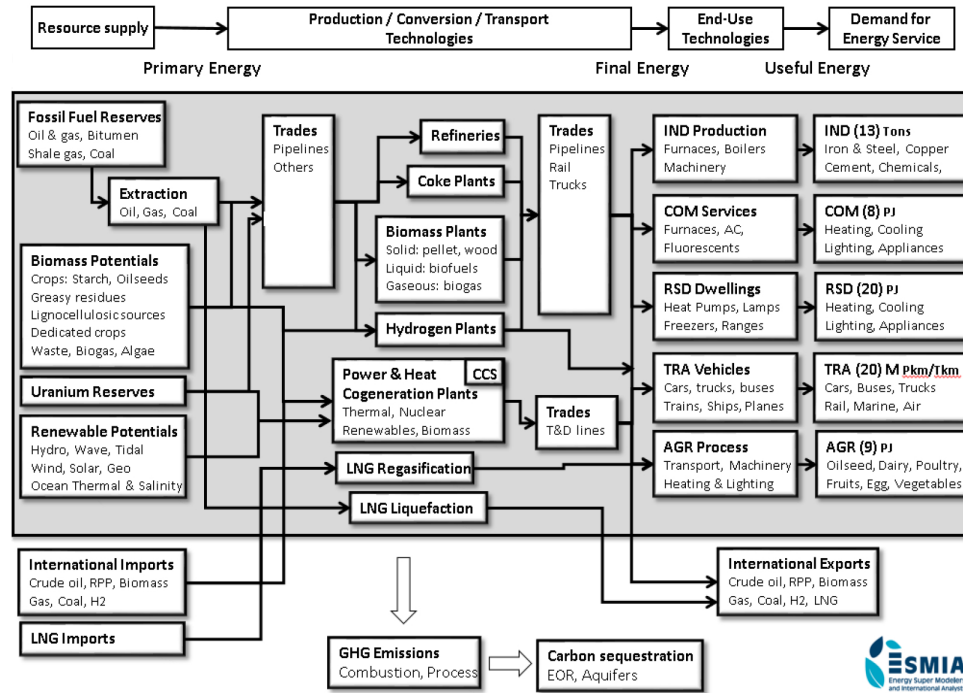 Resource supply
Production / Conversion / Transport
Technologies
End-Use
Technologies
Demand for
Energy Service
Primary Energy
Final Energy
Useful Energy
Fossil Fuel Reserves
Oil & gas, Bitumen
Shale gas, Coal
Extraction
Oil, Gas, Coal
Biomass Potentials
Crops: Starch, Oilseeds
Greasy residues
Lignocellulosic sources
Dedicated crops
Waste, Biogas, Algae
Uranium Reserves
Renewable Potentials
Hydro, Wave, Tidal
Wind, Solar, Geo
Ocean Thermal & Salinity
Trades
Pipelines
Others
Refineries
Coke Plants
Biomass Plants
Solid: pellet, wood
Liquid: biofuels
Gaseous: biogas
Hydrogen Plants
Power & Heat
Cogeneration Plants
Thermal, Nuclear
Renewables, Biomass
CCS
LNG Regasification
LNG Liquefaction
Trades
Pipelines
Rail
Trucks
Trades
T&D lines
IND Production
Furnaces, Boilers
Machinery
COM Services
Furnaces, AC,
Fluorescents
RSD Dwellings
Heat Pumps, Lamps
Freezers, Ranges
TRA Vehicles
Cars, trucks, buses
Trains, Ships, Planes
AGR Process
Transport, Machinery
Heating & Lighting
IND (13) Tons
Iron & Steel, Copper
Cement, Chemicals,
COM (8) PJ
Heating, Cooling
Lighting, Appliances
RSD (20) PJ
Heating, Cooling
Lighting, Appliances
TRA (20) M Pkm/Tkm
Cars, Buses, Trucks
Rail, Marine, Air
AGR (9) PJ
Oilseed, Dairy, Poultry,
Fruits, Egg, Vegetables
International Imports
Crude oil, RPP, Biomass
Gas, Coal, H2
LNG Imports
International Exports
Crude oil, RPP, Biomass
Gas, Coal, H2, LNG
GHG Emissions
Combustion, Process
Carbon sequestration
EOR, Aquifers
ESMIA
Energy Super Modelers
and International Analysts